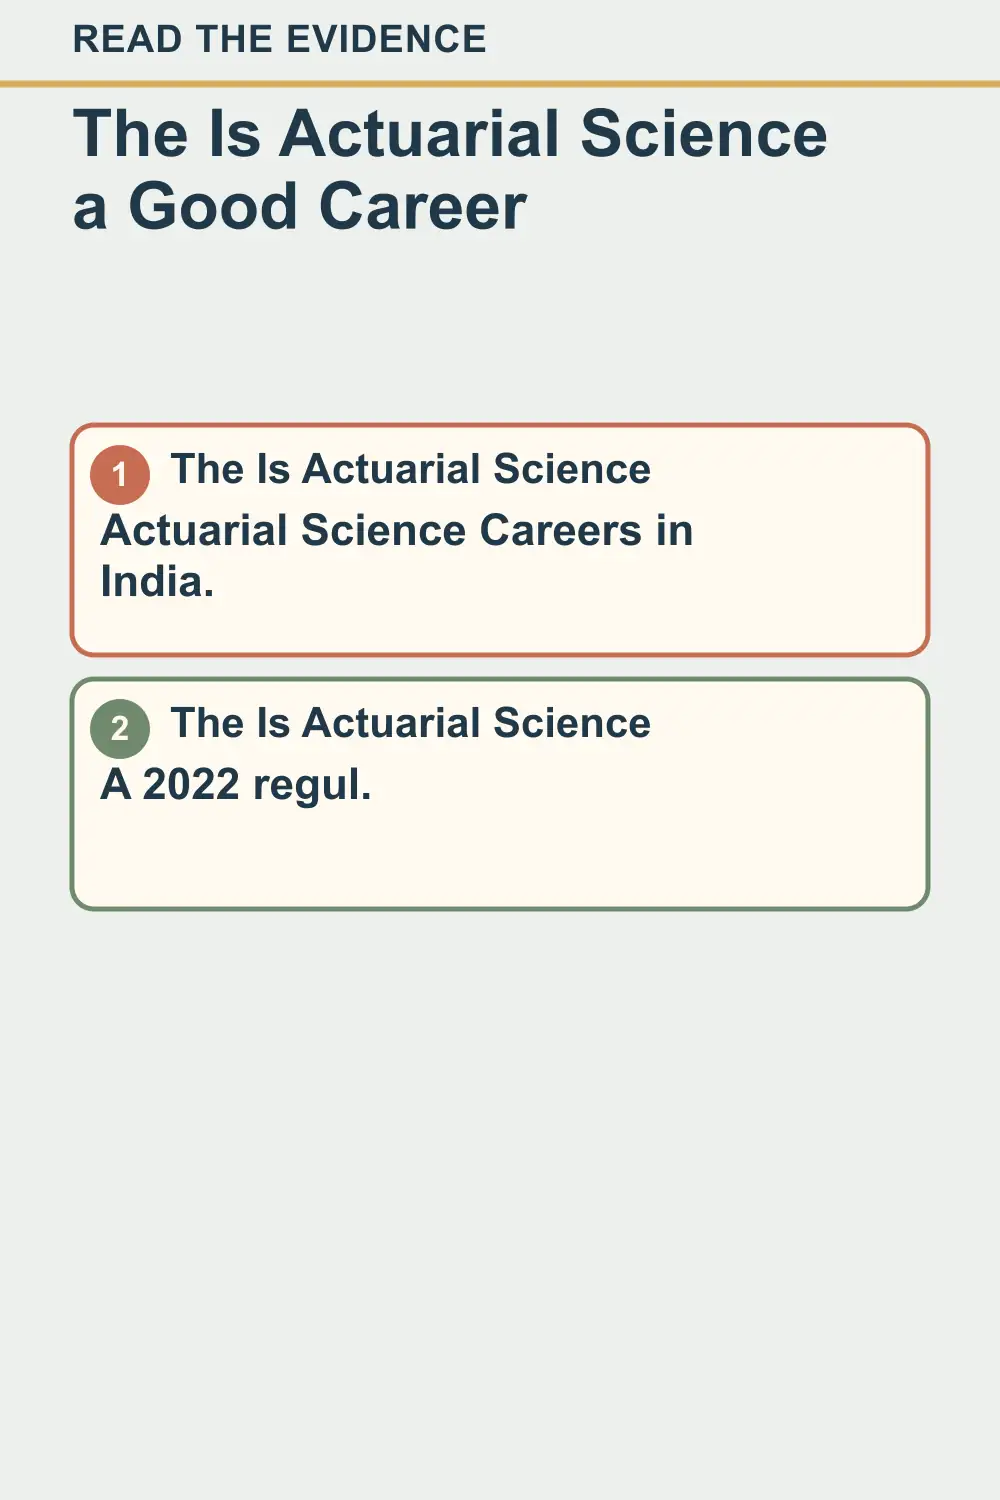 READ THE EVIDENCE
The Is Actuarial Science
a Good Career
1 The Is Actuarial Science
Actuarial Science Careers in
India.
2 The Is Actuarial Science
A 2022 regul.